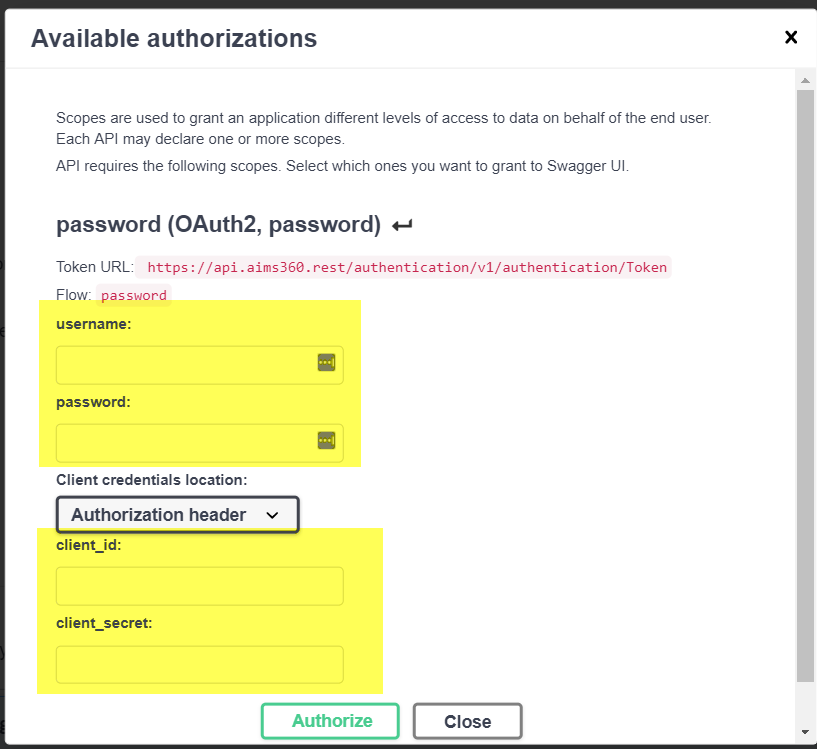 Available authorizations
Scopes are used to grant an application different levels of access to data on behalf of the end user.
Each API may declare one or more scopes.
API requires the following scopes. Select which ones you want to grant to Swagger UI.
password (OAuth2, password)
Token URL: https://api.aims360.rest/authentication/v1/authentication/Token
Flow: password
username:
password:
Client credentials location:
Authorization header
client_id:
client_secret:
Authorize Close